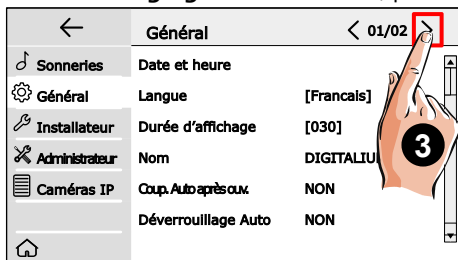 Général
01/02
Sonneries
Date et heure
Général
Langue
[Francais]
Installateur
Durée d'affichage
[030]
Administrateur
Nom
Caméras IP
Coup. Auto après ouv.
NON
Déverrouillage Auto
NON
3